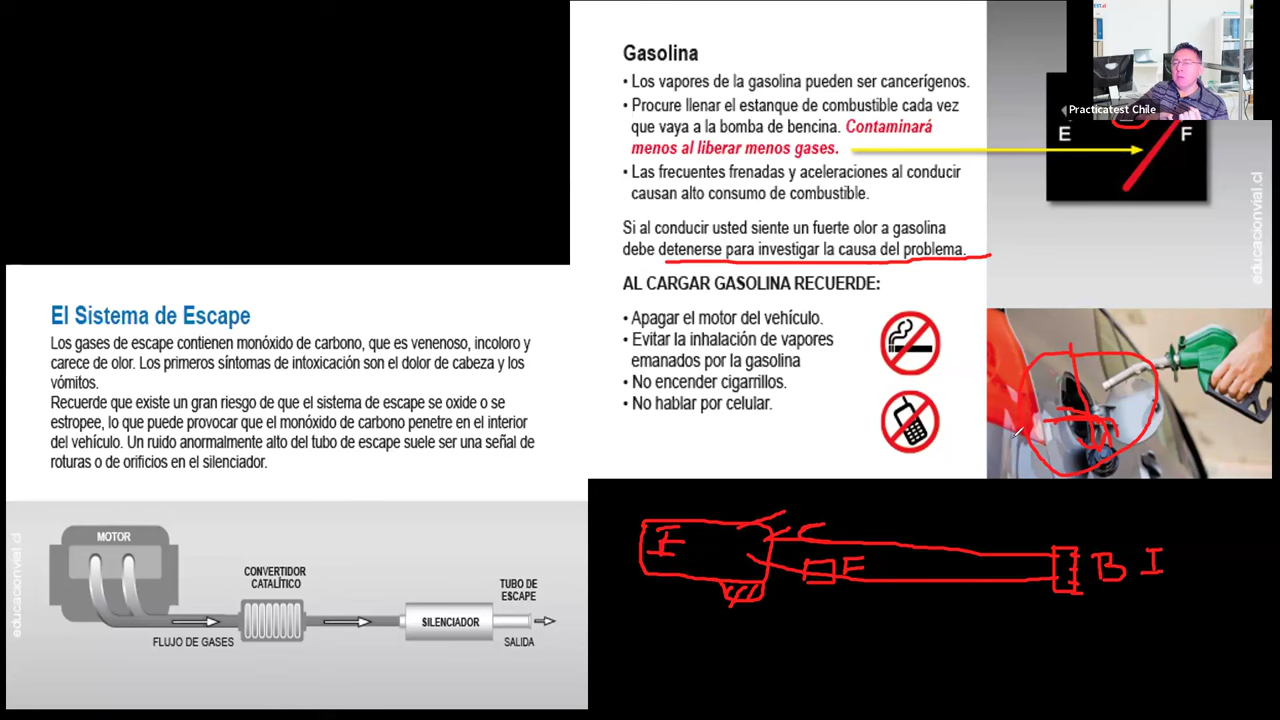 Gasolina
• Los vapores de la gasolina pueden ser cancerígenos.
• Procure llenar el estanque de combustible cada vez
que vaya a la bomba de bencina. Contaminará
menos al liberar menos gases.
• Las frecuentes frenadas y aceleraciones al conducir
causan alto consumo de combustible.
Si al conducir usted siente un fuerte olor a gasolina
debe detenerse para investigar la causa del problema.
AL CARGAR GASOLINA RECUERDE:
• Apagar el motor del vehículo.
• Evitar la inhalación de vapores
emanados por la gasolina
• No encender cigarrillos.
• No hablar por celular.
Practicatest Chile
E F
educacionvial.cl
El Sistema de Escape
Los gases de escape contienen monóxido de carbono, que es venenoso, incoloro y
carece de olor. Los primeros síntomas de intoxicación son el dolor de cabeza y los
vómitos.
Recuerde que existe un gran riesgo de que el sistema de escape se oxide o se
estropee, lo que puede provocar que el monóxido de carbono penetre en el interior
del vehículo. Un ruido anormalmente alto del tubo de escape suele ser una señal de
roturas o de orificios en el silenciador.
MOTOR
CONVERTIDOR
CATALÍTICO
TUBO DE
ESCAPE
SILENCIADOR
FLUJO DE GASES
SALIDA
educacionvial.cl
E C F B I